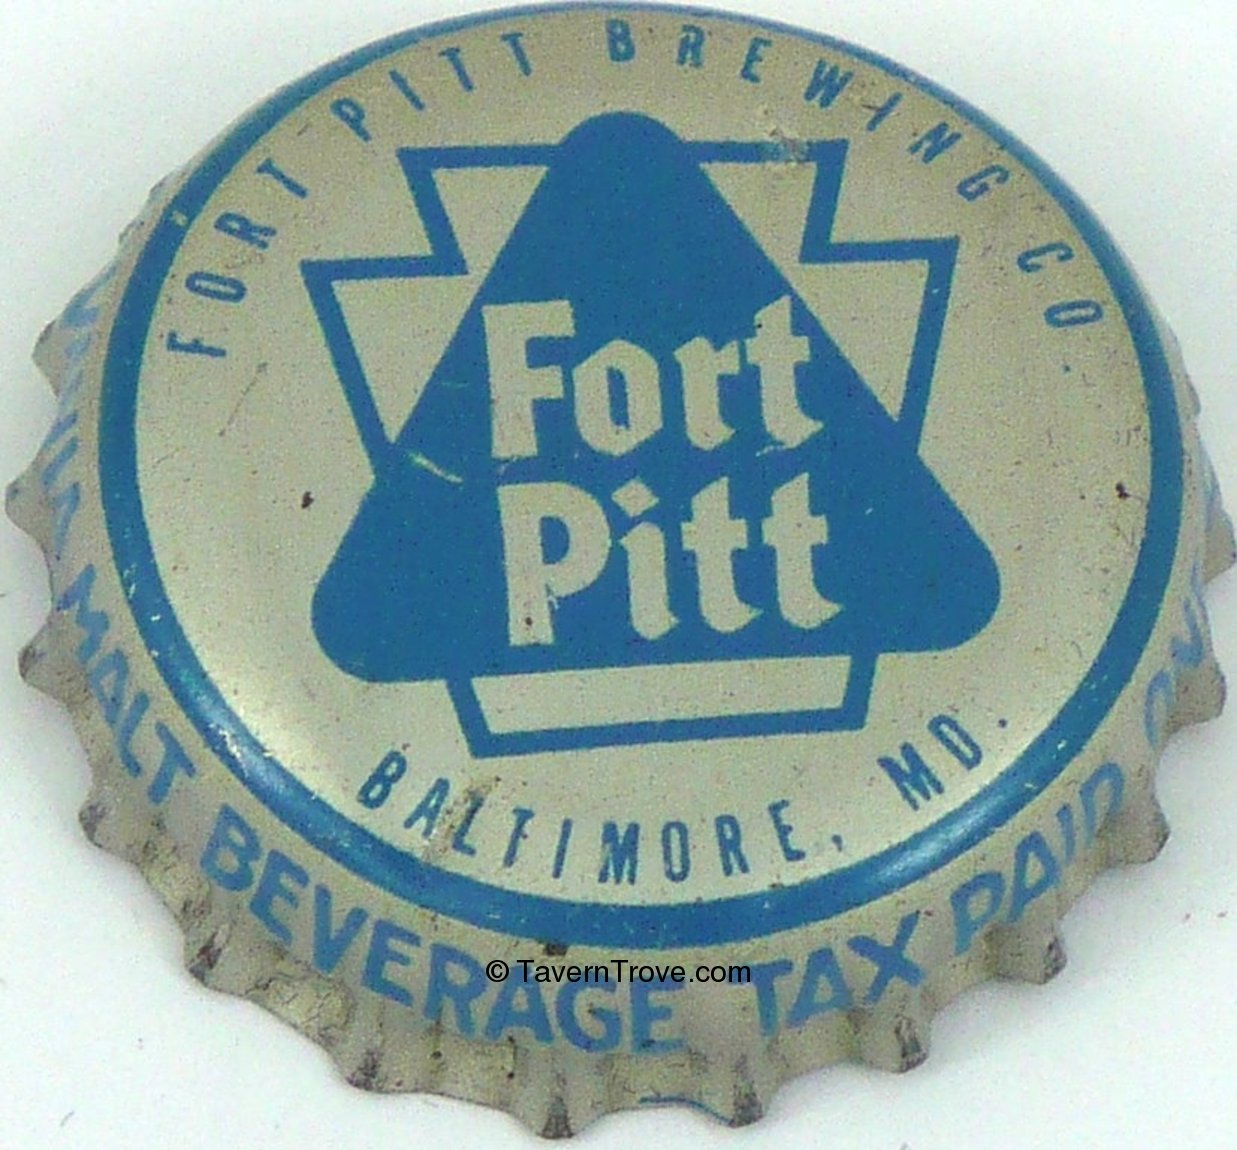 FORT PITT BREWING CO.
Fort
Pitt
BALTIMORE, MD.
MALT BEVERAGE TAX PAID
© TavernTrove.com